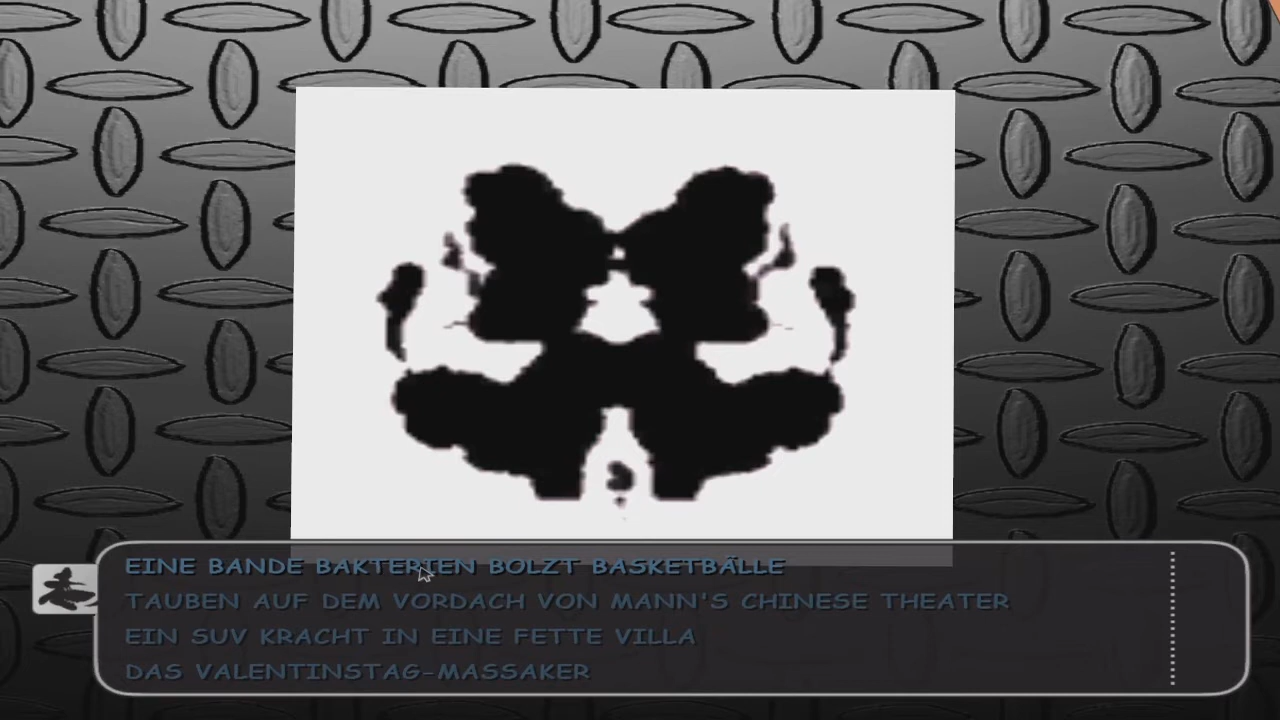 EINE BANDE BAKTERIEN BOLZT BASKETBÄLLE
TAUBEN AUF DEM VORDACH VON MANN'S CHINESE THEATER
EIN SUV KRACHT IN EINE FETTE VILLA
DAS VALENTINSTAG-MASSAKER